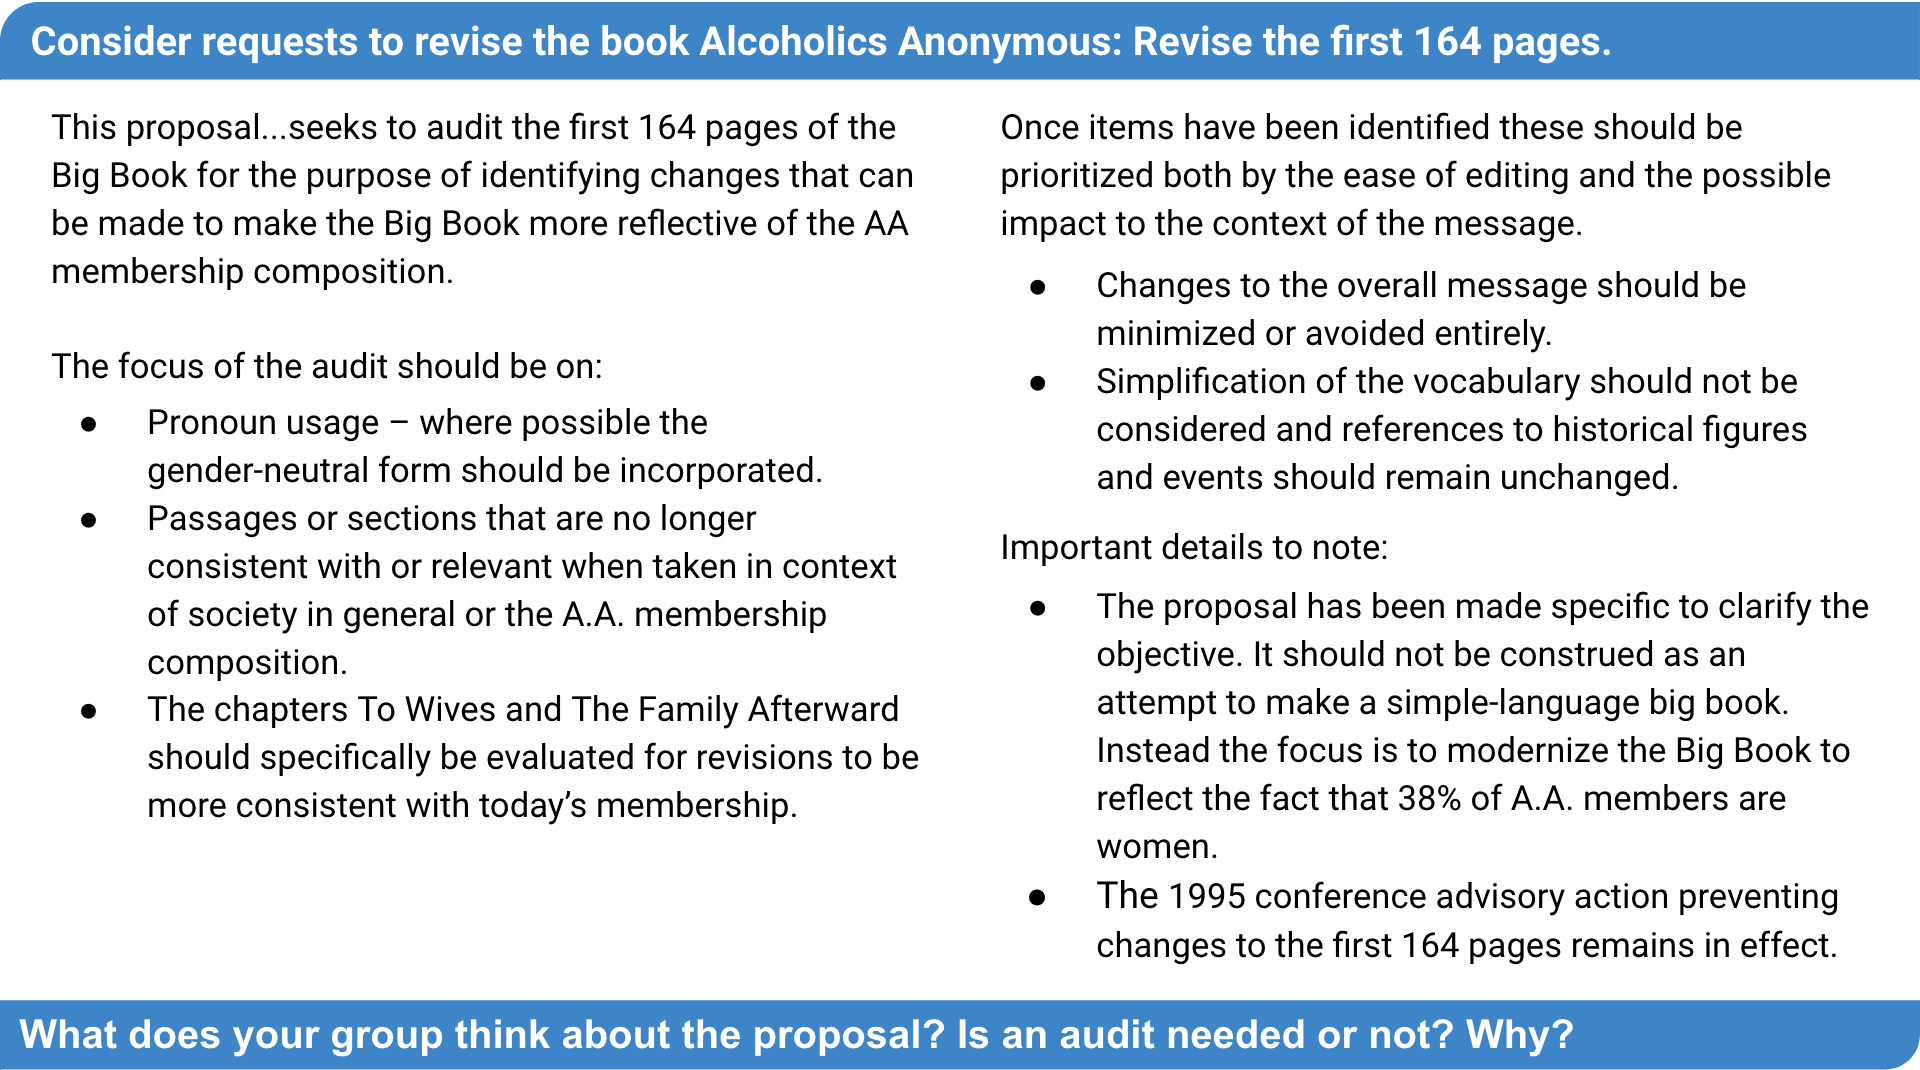 Consider requests to revise the book Alcoholics Anonymous: Revise the first 164 pages.
This proposal...seeks to audit the first 164 pages of the
Big Book for the purpose of identifying changes that can
be made to make the Big Book more reflective of the AA
membership composition.
The focus of the audit should be on:
● Pronoun usage – where possible the
gender-neutral form should be incorporated.
● Passages or sections that are no longer
consistent with or relevant when taken in context
of society in general or the A.A. membership
composition.
● The chapters To Wives and The Family Afterward
should specifically be evaluated for revisions to be
more consistent with today’s membership.
Once items have been identified these should be
prioritized both by the ease of editing and the possible
impact to the context of the message.
● Changes to the overall message should be
minimized or avoided entirely.
● Simplification of the vocabulary should not be
considered and references to historical figures
and events should remain unchanged.
Important details to note:
● The proposal has been made specific to clarify the
objective. It should not be construed as an
attempt to make a simple-language big book.
Instead the focus is to modernize the Big Book to
reflect the fact that 38% of A.A. members are
women.
● The 1995 conference advisory action preventing
changes to the first 164 pages remains in effect.
What does your group think about the proposal? Is an audit needed or not? Why?